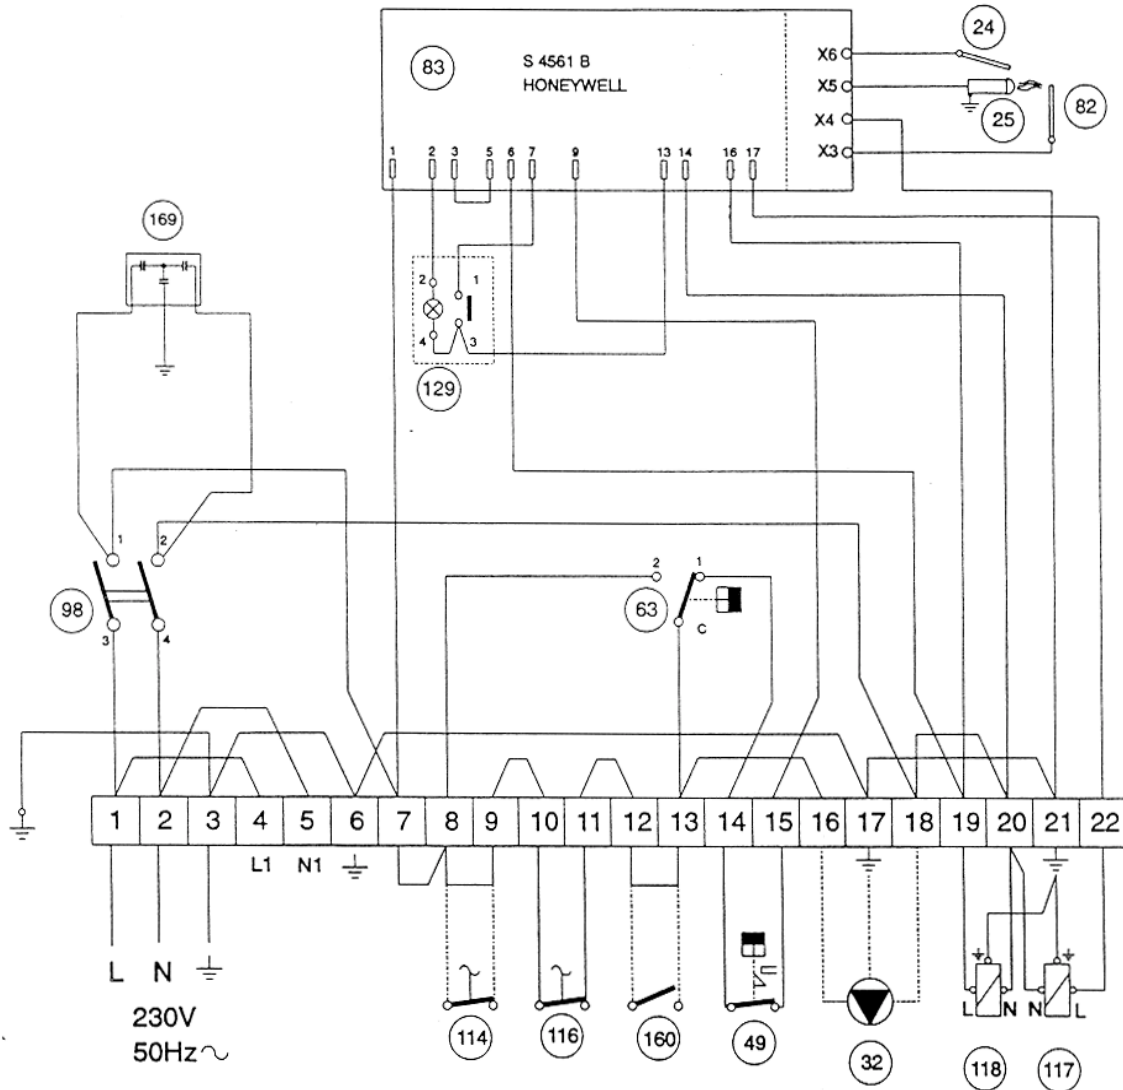 24
83
S 4561 B
HONEYWELL
X6
X5
25
82
X4
X3
1 2 3 5 6 7 9 13 14 16 17
169
2 1
4 3
129
1 2
2 1
98
63
3 4
C
1 2 3 4 5 6 7 8 9 10 11 12 13 14 15 16 17 18 19 20 21 22
L1 N1
L N
L N N L
230V
50Hz~
114 116 160 49 32 118 117